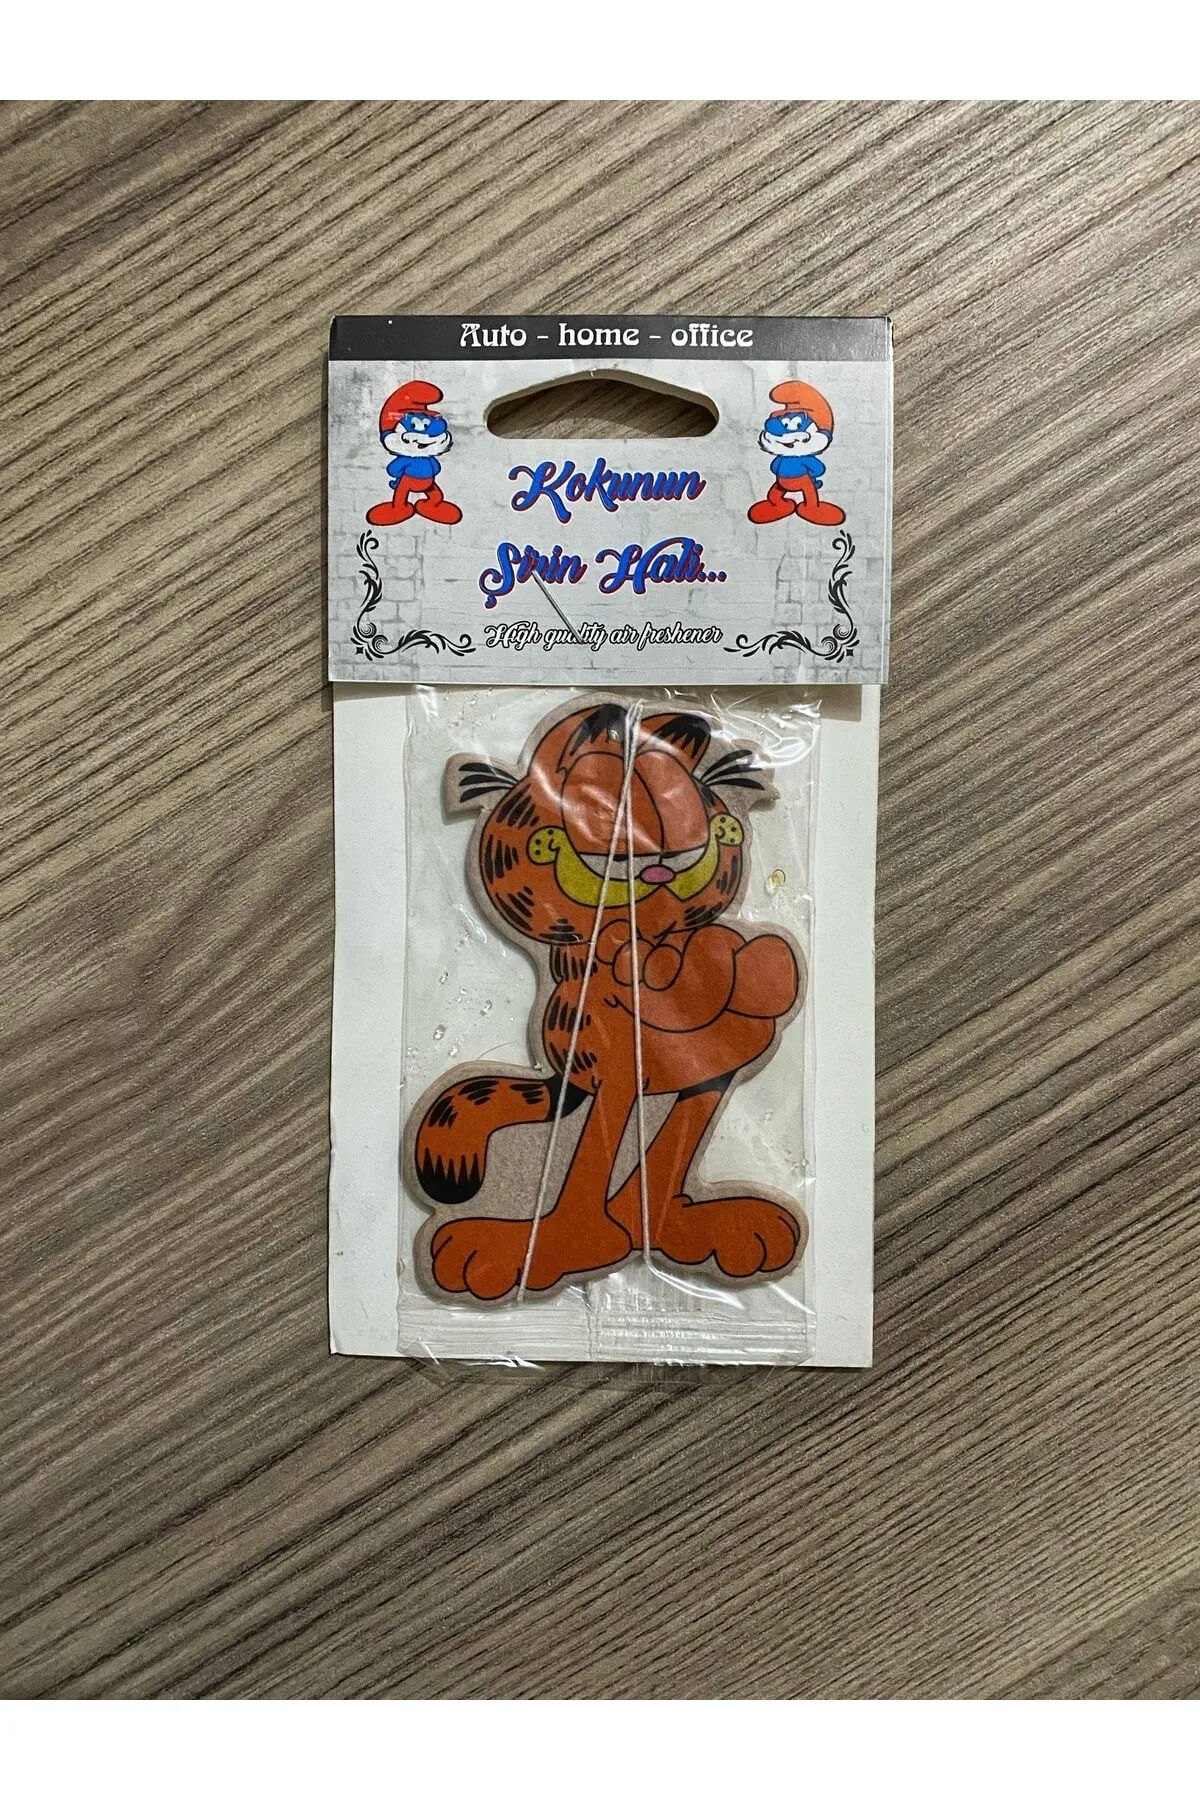 Auto - home - office
Kokunun
Şirin Hali...
High quality air freshener